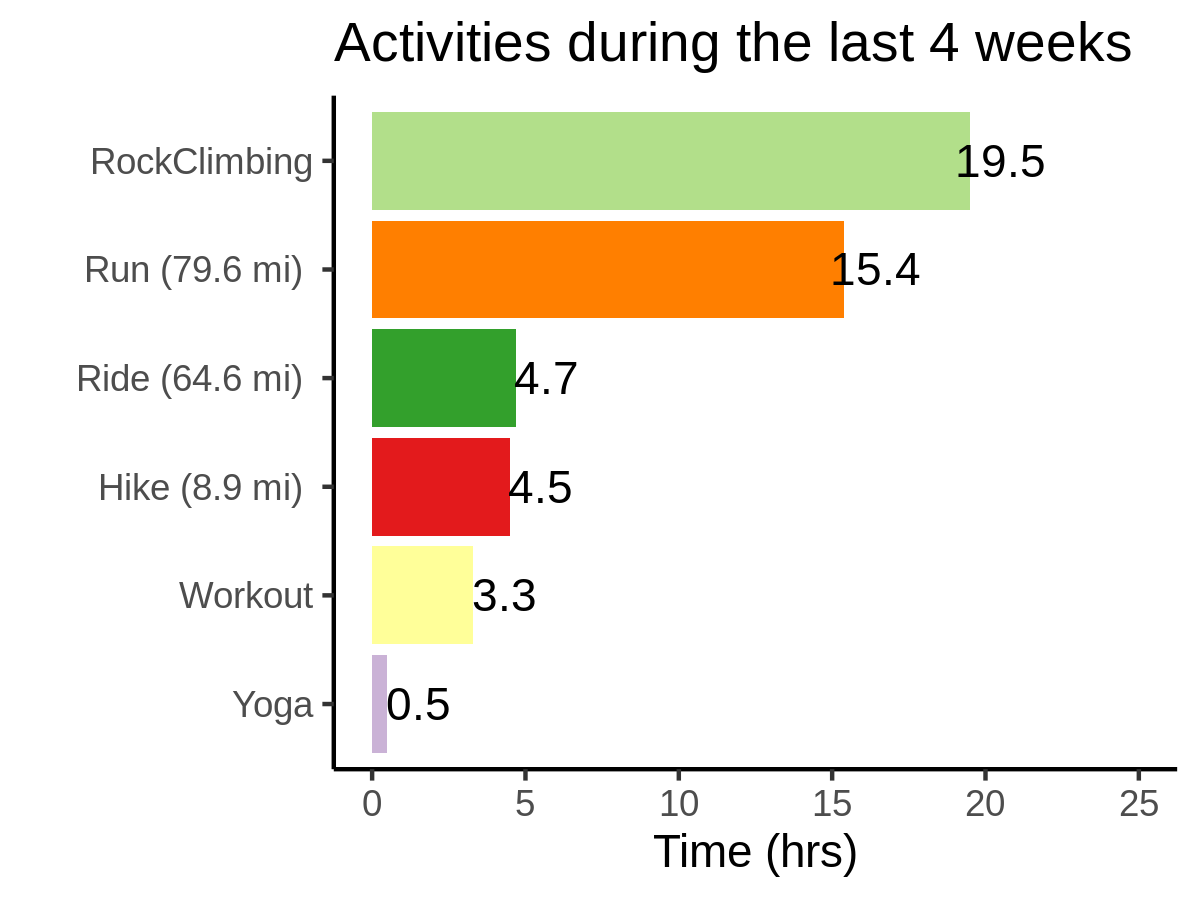 Activities during the last 4 weeks
RockClimbing 19.5
Run (79.6 mi) 15.4
Ride (64.6 mi) 4.7
Hike (8.9 mi) 4.5
Workout 3.3
Yoga 0.5
0 5 10 15 20 25
Time (hrs)